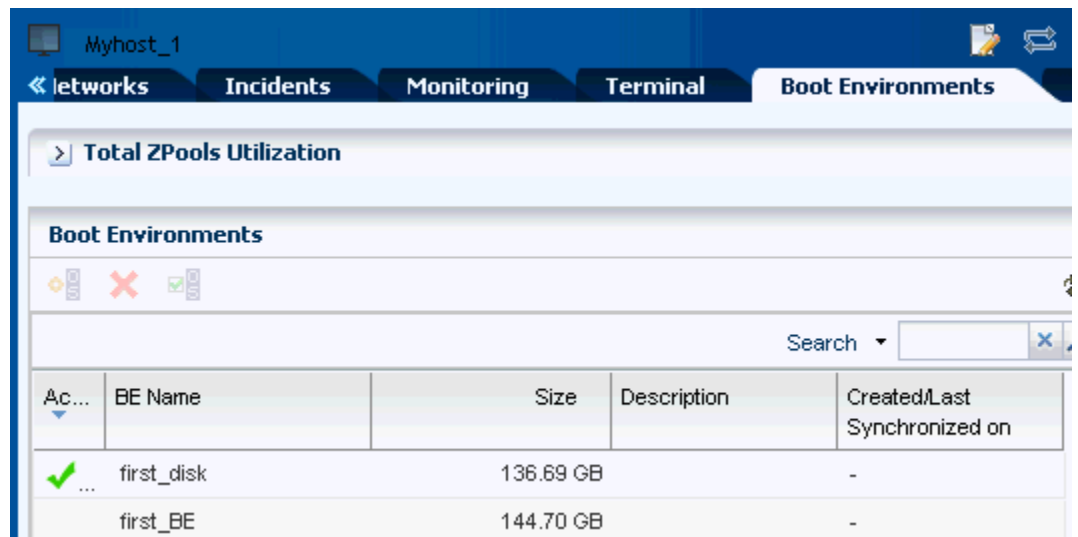 Myhost_1
« letworks Incidents Monitoring Terminal Boot Environments
Total ZPools Utilization
Boot Environments
Search
Ac... BE Name Size Description Created/Last
Synchronized on
... first_disk 136.69 GB -
first_BE 144.70 GB -